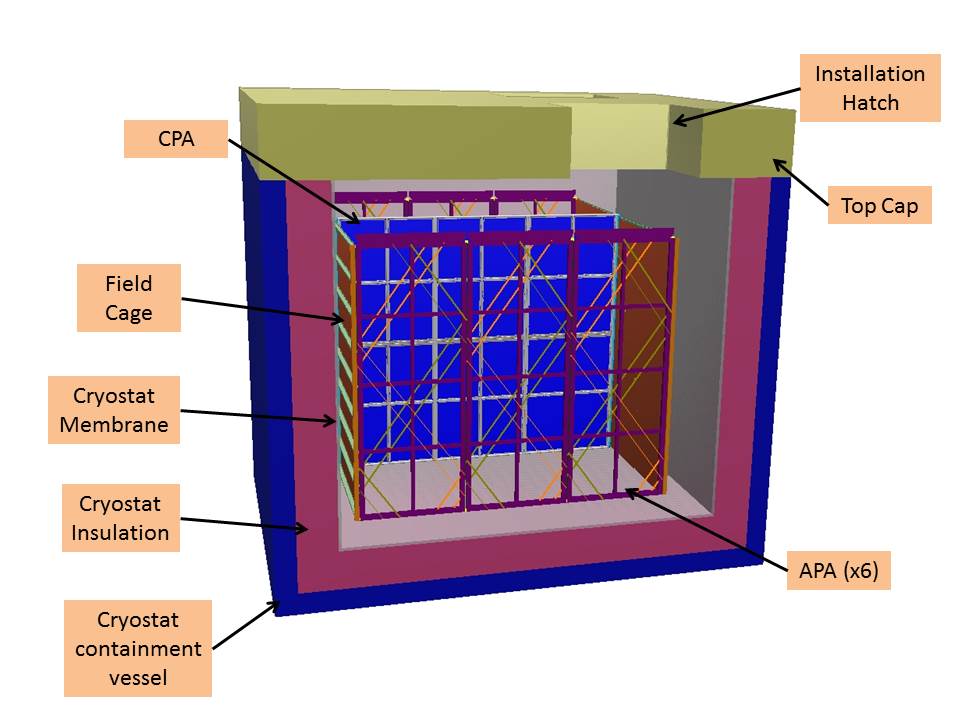 Installation
Hatch
CPA
Top Cap
Field
Cage
Cryostat
Membrane
Cryostat
Insulation
APA (x6)
Cryostat
containment
vessel